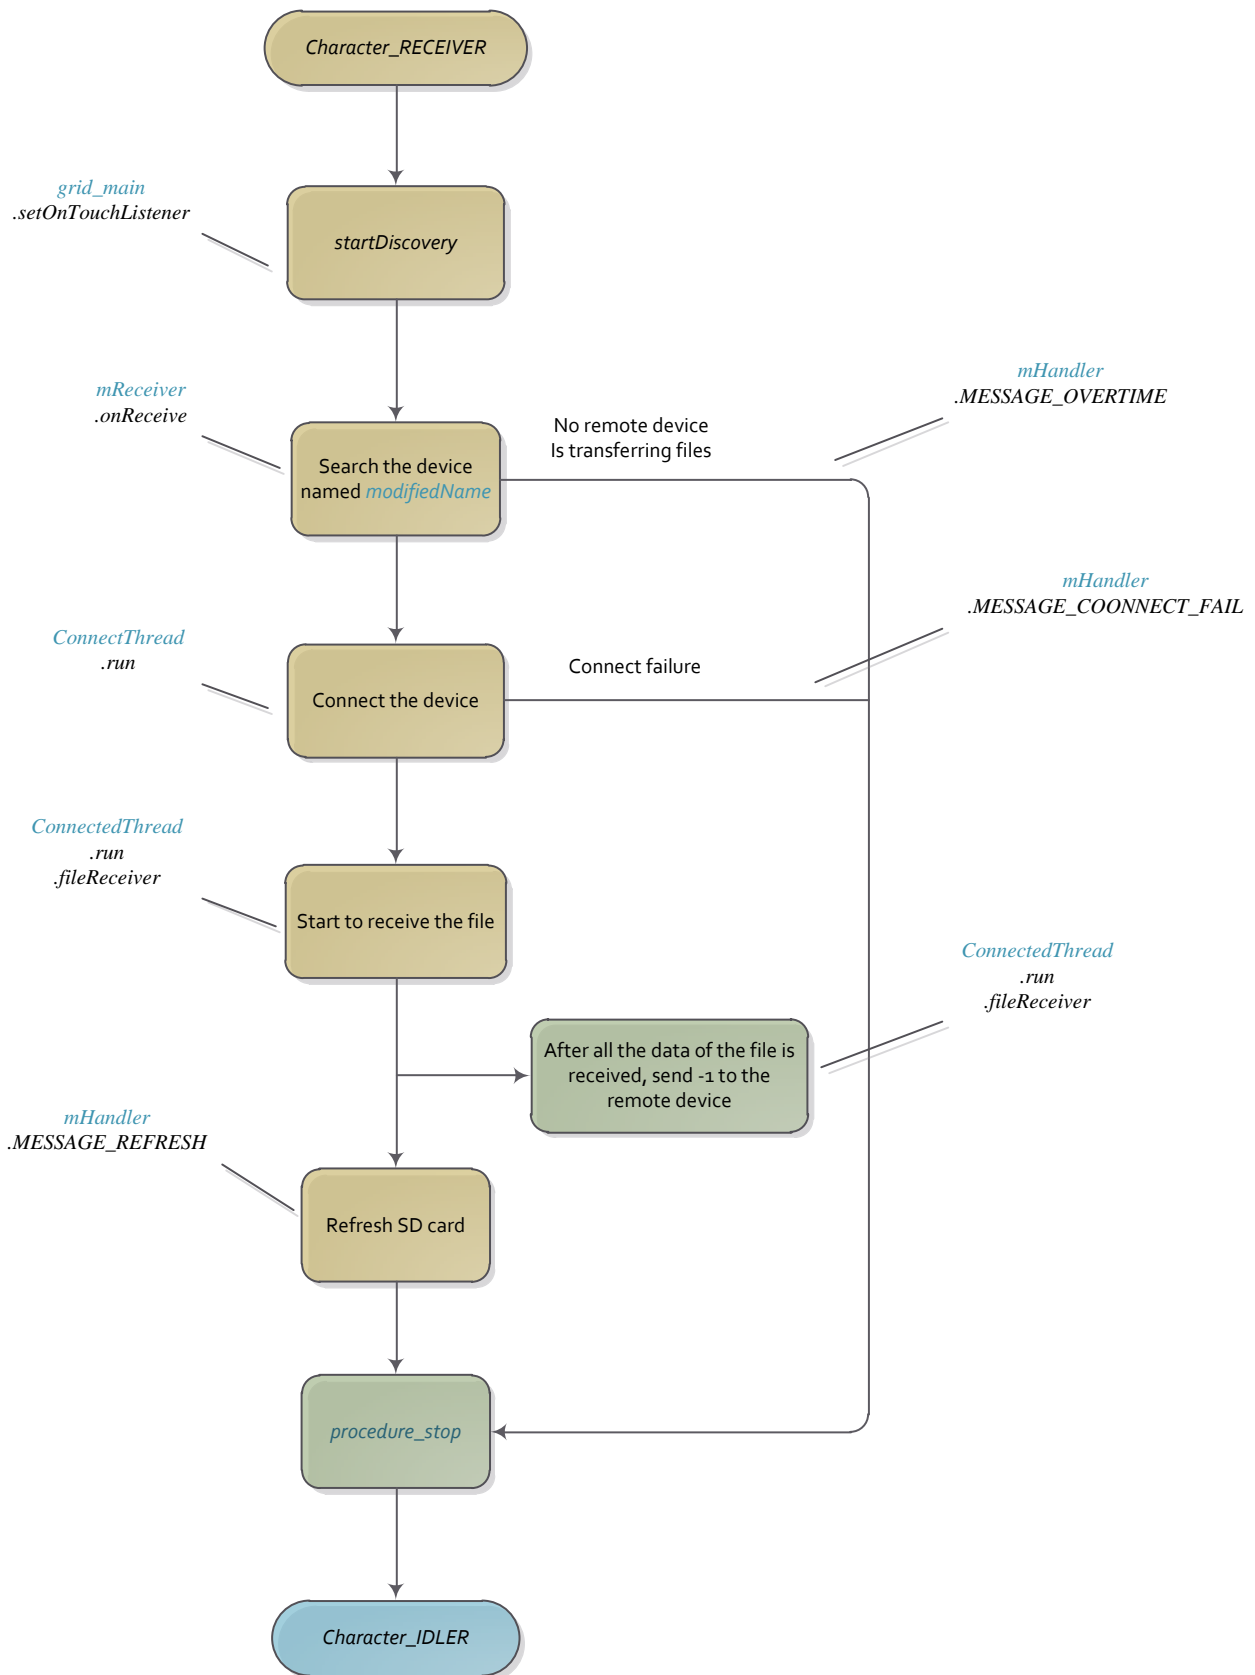 Character_RECEIVER
grid_main
.setOnTouchListener
startDiscovery
mReceiver
.onReceive
Search the device
named modifiedName
No remote device
Is transferring files
mHandler
.MESSAGE_OVERTIME
ConnectThread
.run
Connect the device
Connect failure
mHandler
.MESSAGE_COONNECT_FAIL
ConnectedThread
.run
.fileReceiver
Start to receive the file
ConnectedThread
.run
.fileReceiver
After all the data of the file is
received, send -1 to the
remote device
mHandler
.MESSAGE_REFRESH
Refresh SD card
procedure_stop
Character_IDLER